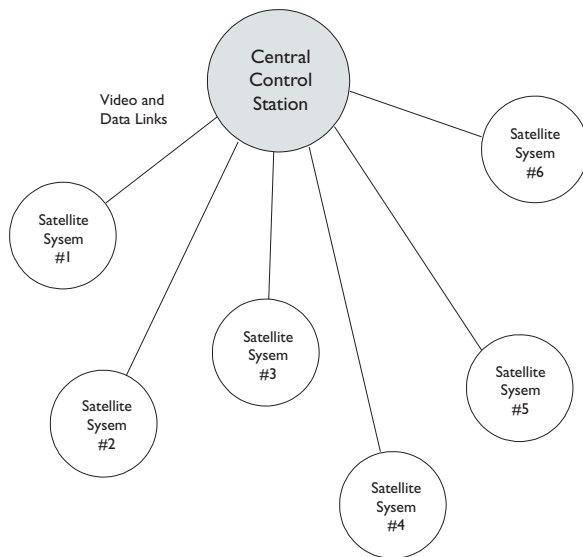 Central
Control
Station
Video and
Data Links
Satellite
Sysem
#6
Satellite
Sysem
#1
Satellite
Sysem
#3
Satellite
Sysem
#5
Satellite
Sysem
#2
Satellite
Sysem
#4